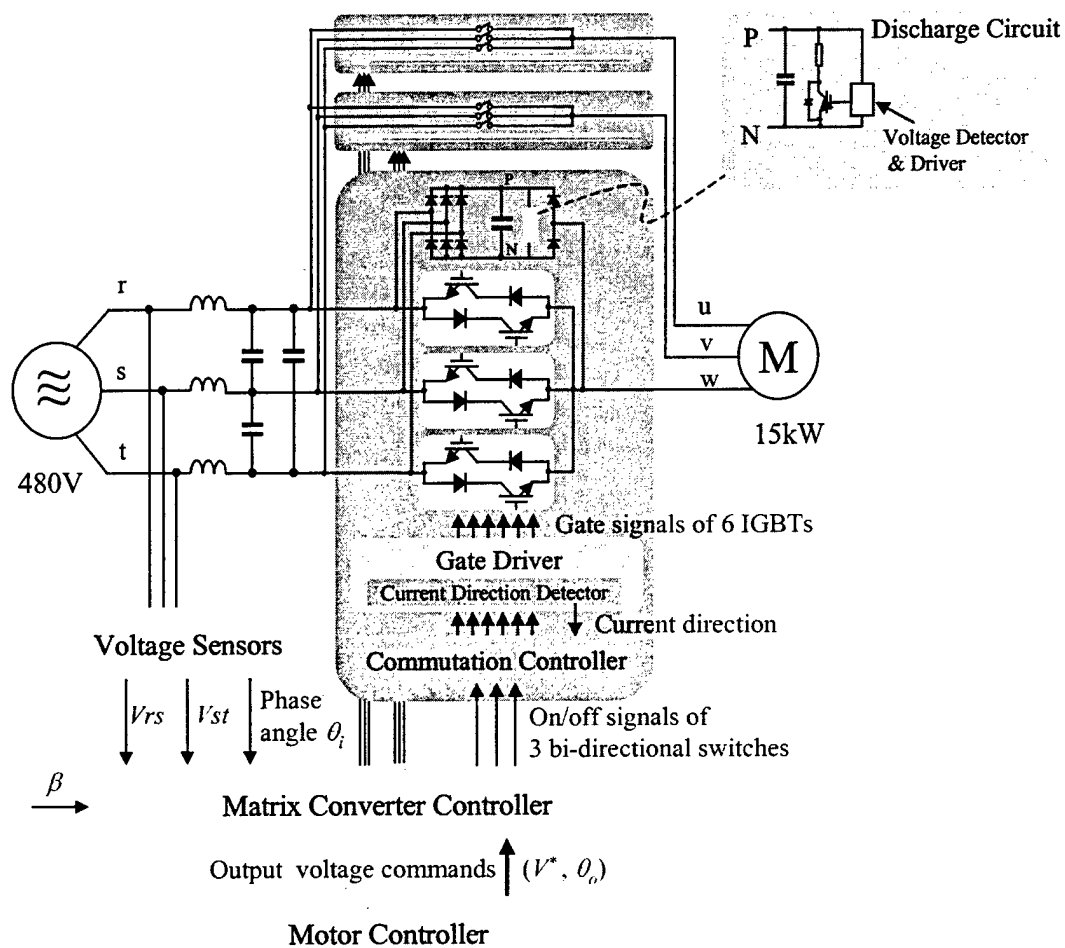 P
Discharge Circuit
N
Voltage Detector
& Driver
P
N
r
s
t
480V
u
v
w
M
15kW
Gate signals of 6 IGBTs
Gate Driver
Current Direction Detector
Current direction
Commutation Controller
Voltage Sensors
Vrs
Vst
Phase
angle θi
On/off signals of
3 bi-directional switches
β
Matrix Converter Controller
Output voltage commands (V*, θo)
Motor Controller